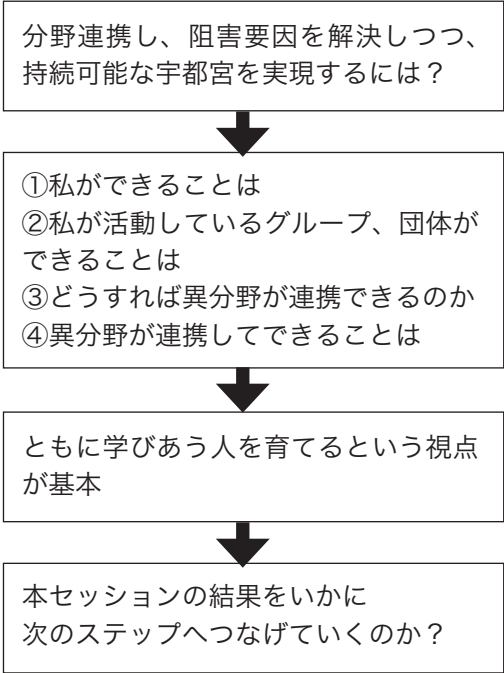 分野連携し、阻害要因を解決しつつ、
持続可能な宇都宮を実現するには？
①私ができることは
②私が活動しているグループ、団体が
できることは
③どうすれば異分野が連携できるのか
④異分野が連携してできることは
ともに学びあう人を育てるという視点
が基本
本セッションの結果をいかに
次のステップへつなげていくのか？